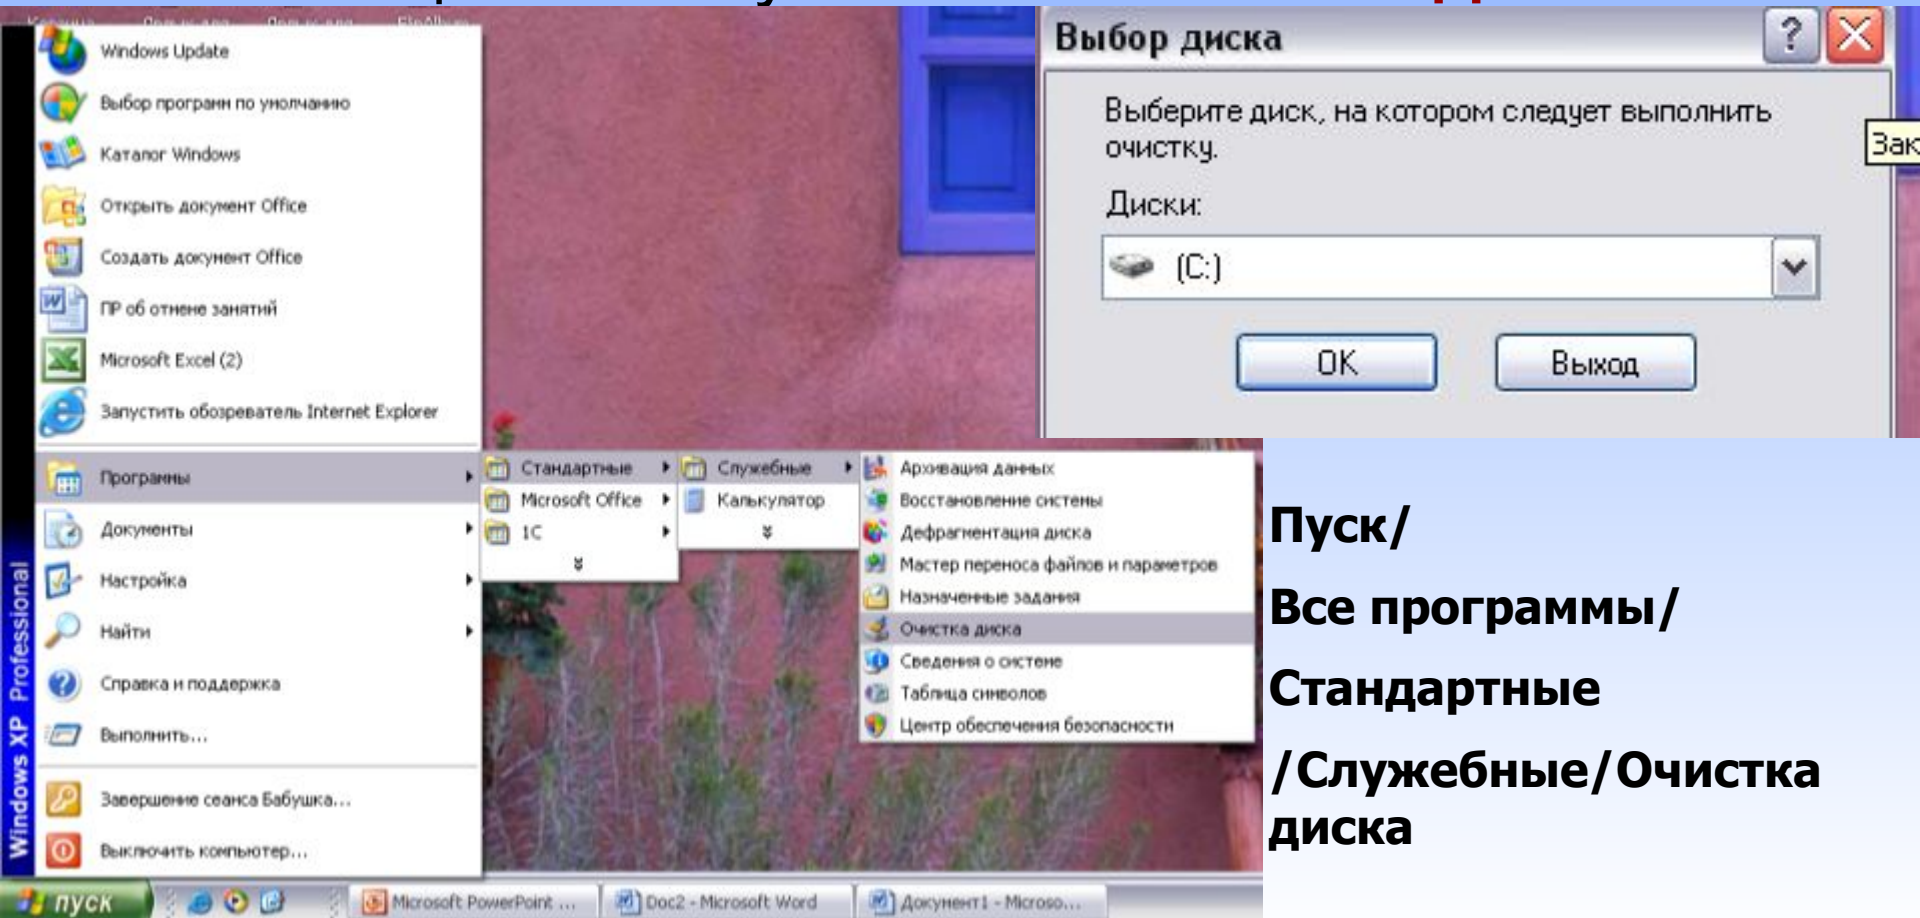 Windows Update
Выбор программ по умолчанию
Каталог Windows
Открыть документ Office
Создать документ Office
ПР об отмене занятий
Microsoft Excel (2)
Запустить обозреватель Internet Explorer
Программы
Документы
Настройка
Найти
Справка и поддержка
Выполнить...
Завершение сеанса Бабушка...
Выключить компьютер...
Windows XP Professional
Стандартные
Microsoft Office
1С
Служебные
Калькулятор
Архивация данных
Восстановление системы
Дефрагментация диска
Мастер переноса файлов и параметров
Назначенные задания
Очистка диска
Сведения о системе
Таблица символов
Центр обеспечения безопасности
пуск
Microsoft PowerPoint ...
Doc2 - Microsoft Word
Документ1 - Microso...
Выбор диска
Выберите диск, на котором следует выполнить
очистку.
Диски:
(C:)
OK
Выход
Зак
Пуск/
Все программы/
Стандартные
/Служебные/Очистка
диска